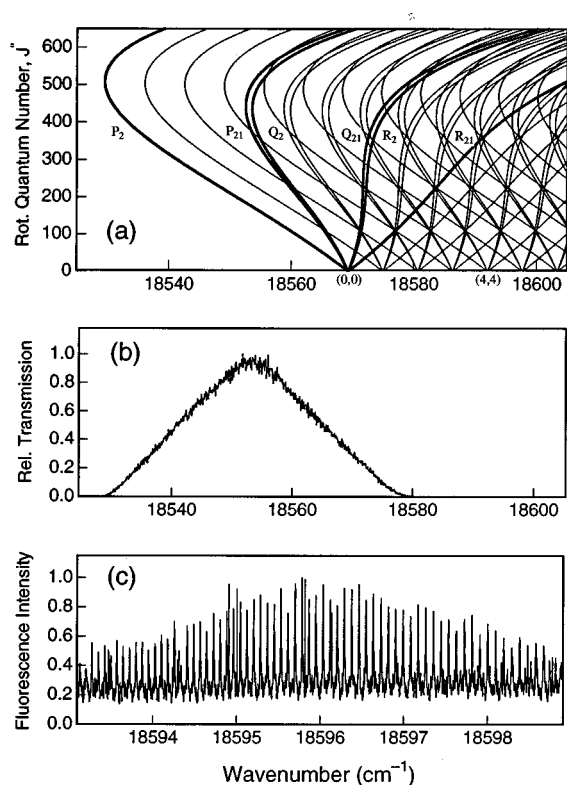 Rot. Quantum Number, J"
600
500
400
300
200
100
0
(a)
P2
P21
Q2
Q21
R2
R21
18540
18560
(0,0)
18580
(4,4)
18600
Rel. Transmission
1.0
0.8
0.6
0.4
0.2
0.0
(b)
18540
18560
18580
18600
Fluorescence Intensity
1.0
0.8
0.6
0.4
0.2
0.0
(c)
18594
18595
18596
18597
18598
Wavenumber (cm⁻¹)